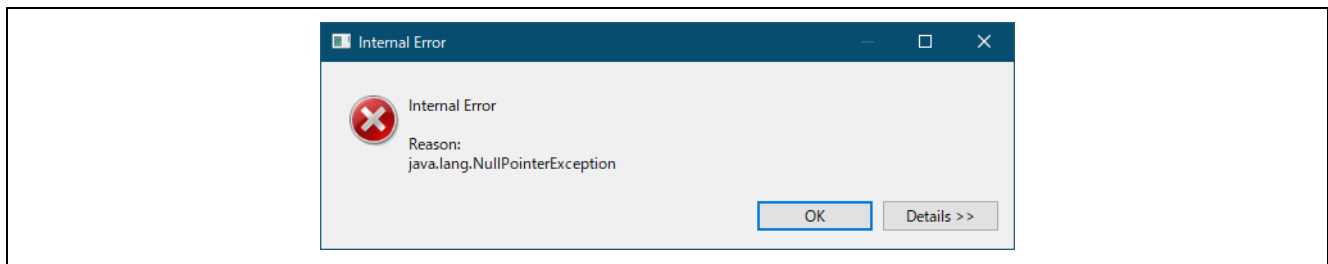 Internal Error
Internal Error
Reason:
java.lang.NullPointerException
OK
Details >>